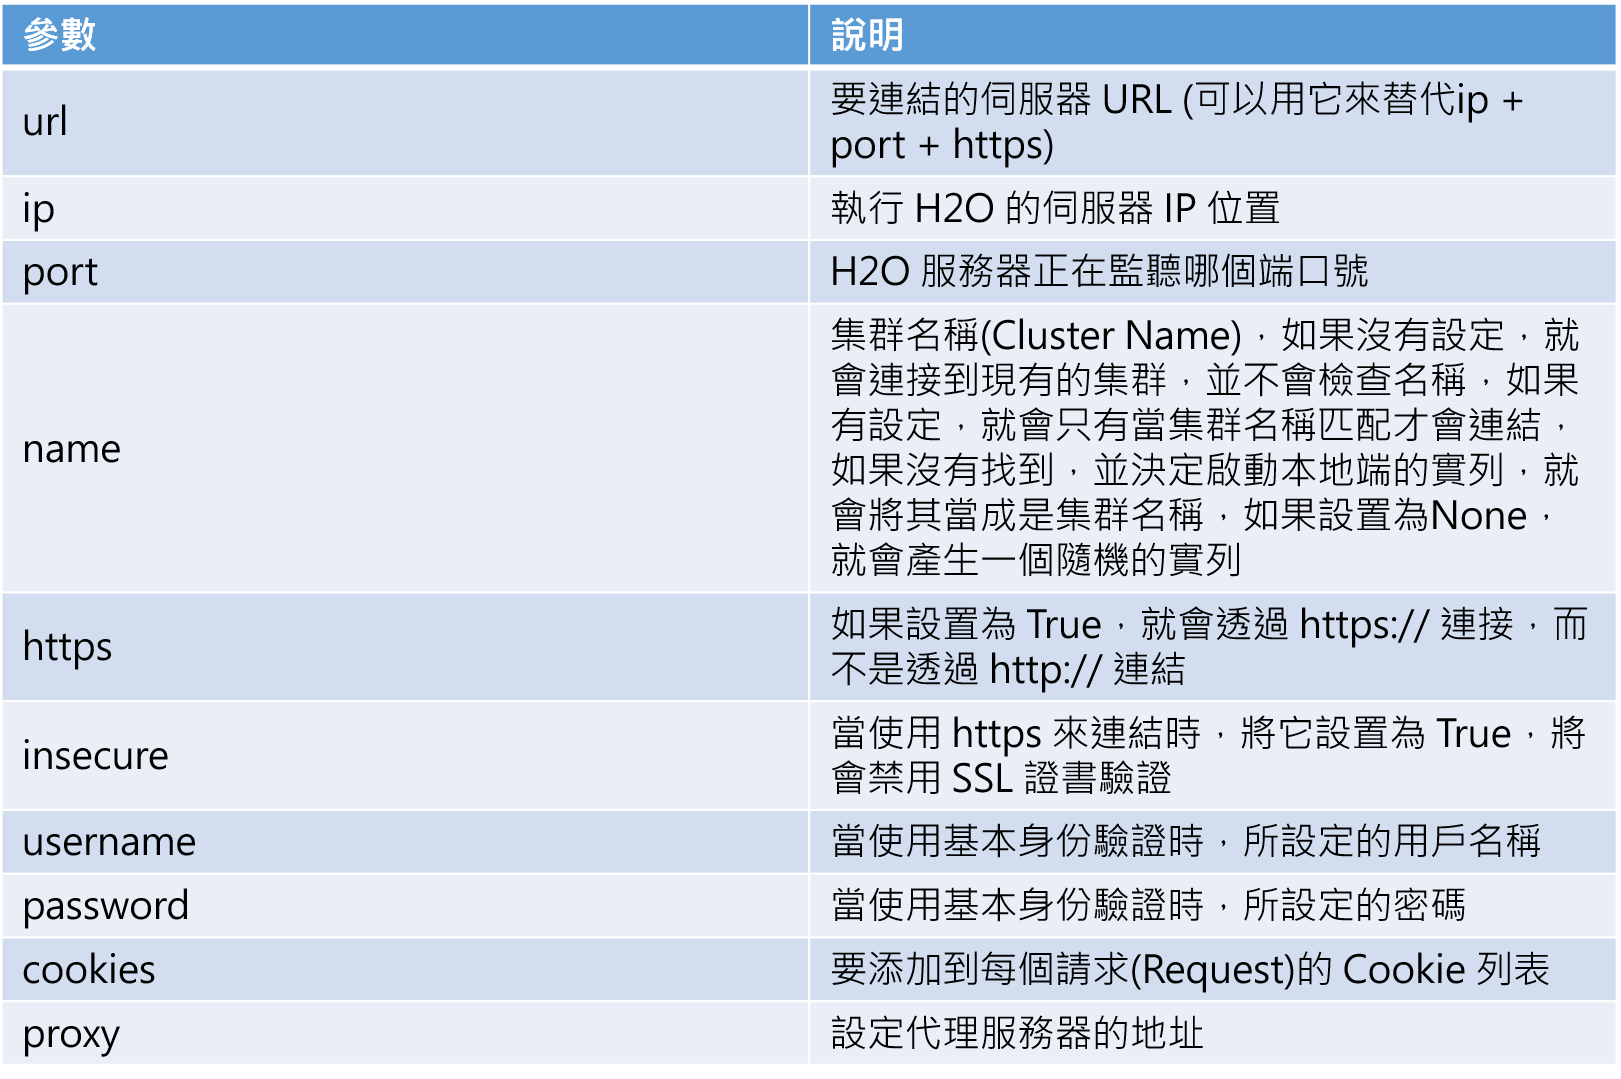 參數
說明
url
要連結的伺服器 URL (可以用它來替代ip +
port + https)
ip
執行 H2O 的伺服器 IP 位置
port
H2O 服務器正在監聽哪個端口號
name
集群名稱(Cluster Name)，如果沒有設定，就
會連接到現有的集群，並不會檢查名稱，如果
有設定，就會只有當集群名稱匹配才會連結，
如果沒有找到，並決定啟動本地端的實列，就
會將其當成是集群名稱，如果設置為None，
就會產生一個隨機的實列
https
如果設置為 True，就會透過 https:// 連接，而
不是透過 http:// 連結
insecure
當使用 https 來連結時，將它設置為 True，將
會禁用 SSL 證書驗證
username
當使用基本身份驗證時，所設定的用戶名稱
password
當使用基本身份驗證時，所設定的密碼
cookies
要添加到每個請求(Request)的 Cookie 列表
proxy
設定代理服務器的地址